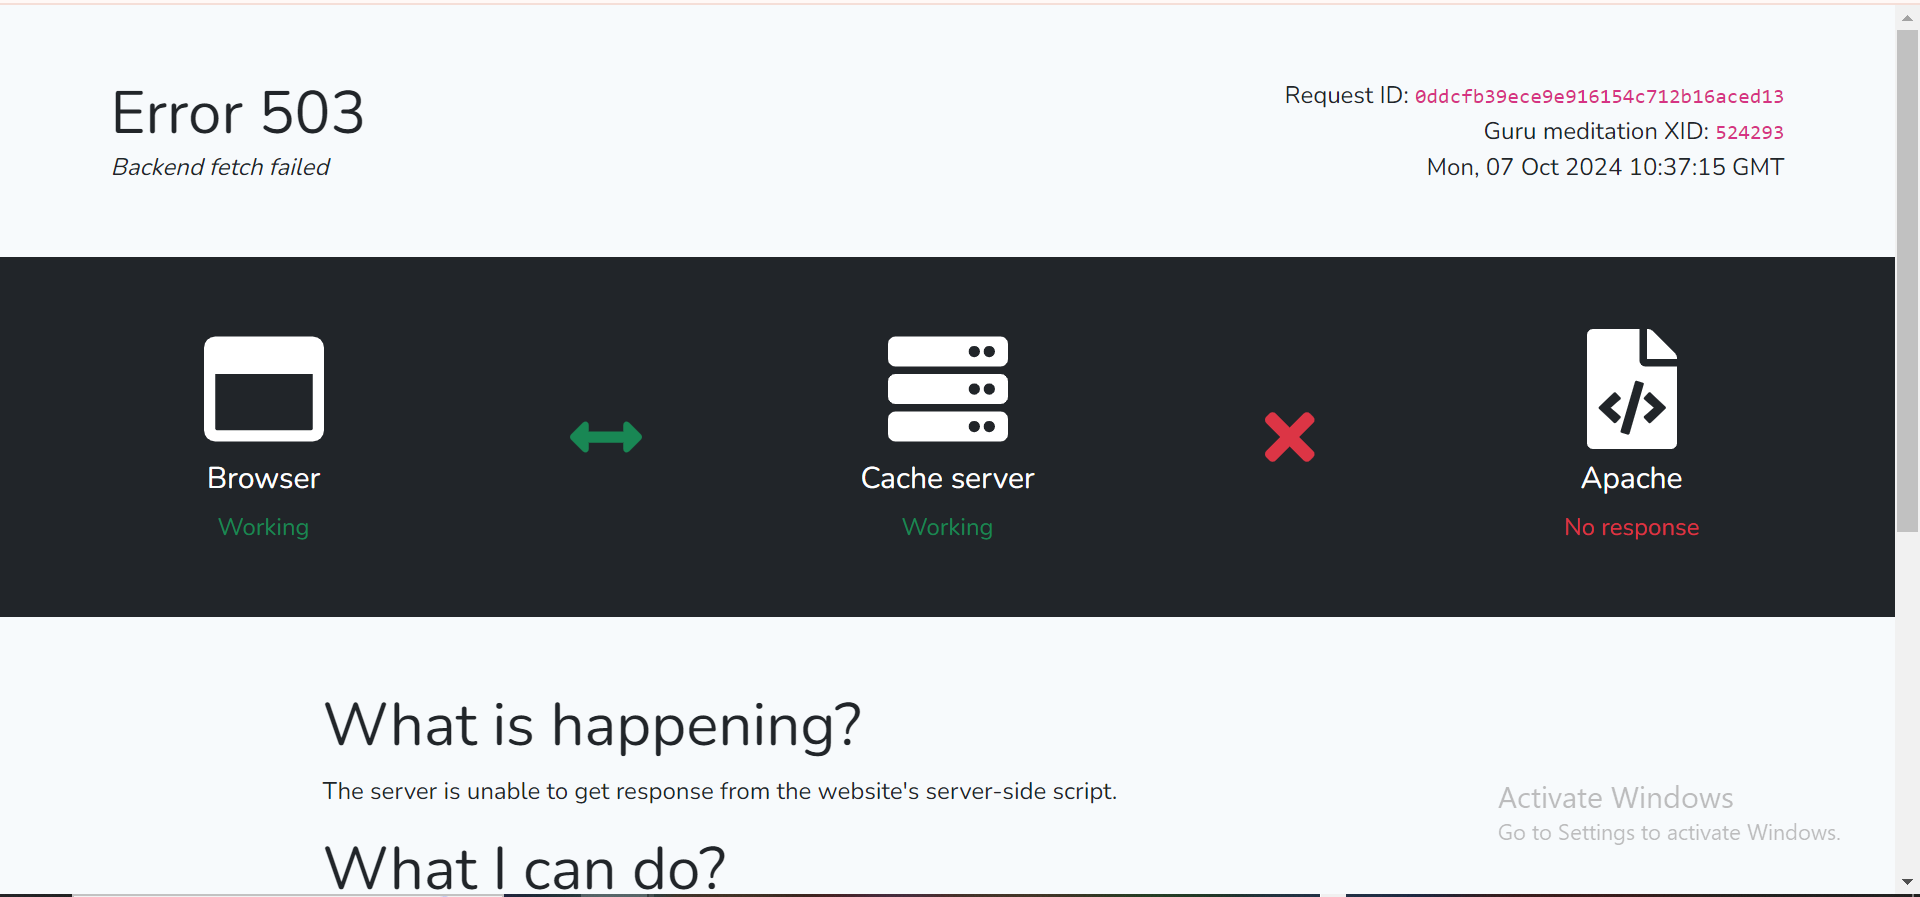 Error 503
Backend fetch failed
Request ID: 0ddcfb39ece9e916154c712b16aced13
Guru meditation XID: 524293
Mon, 07 Oct 2024 10:37:15 GMT
Browser
Working
Cache server
Working
</>
Apache
No response
What is happening?
The server is unable to get response from the website's server-side script.
What I can do?
Activate Windows
Go to Settings to activate Windows.